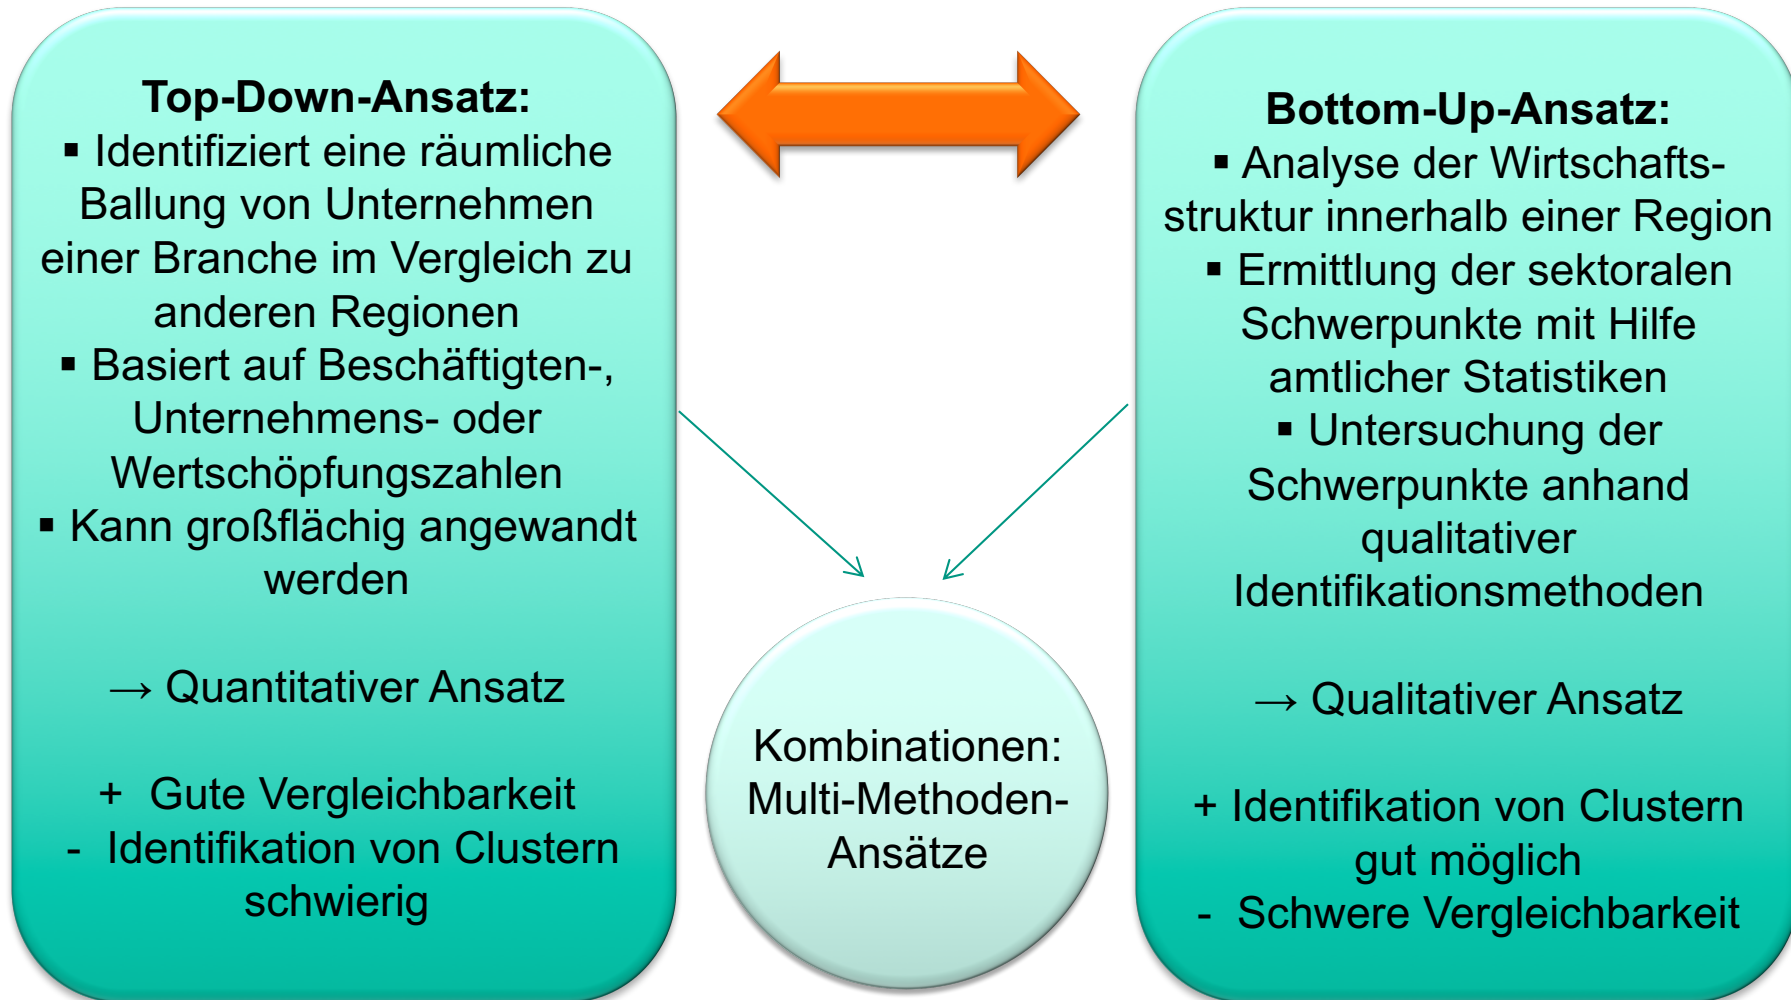 Top-Down-Ansatz:
▪ Identifiziert eine räumliche
Ballung von Unternehmen
einer Branche im Vergleich zu
anderen Regionen
▪ Basiert auf Beschäftigten-,
Unternehmens- oder
Wertschöpfungszahlen
▪ Kann großflächig angewandt
werden
→ Quantitativer Ansatz
+ Gute Vergleichbarkeit
- Identifikation von Clustern
schwierig
Bottom-Up-Ansatz:
▪ Analyse der Wirtschafts-
struktur innerhalb einer Region
▪ Ermittlung der sektoralen
Schwerpunkte mit Hilfe
amtlicher Statistiken
▪ Untersuchung der
Schwerpunkte anhand
qualitativer
Identifikationsmethoden
→ Qualitativer Ansatz
+ Identifikation von Clustern
gut möglich
- Schwere Vergleichbarkeit
Kombinationen:
Multi-Methoden-
Ansätze